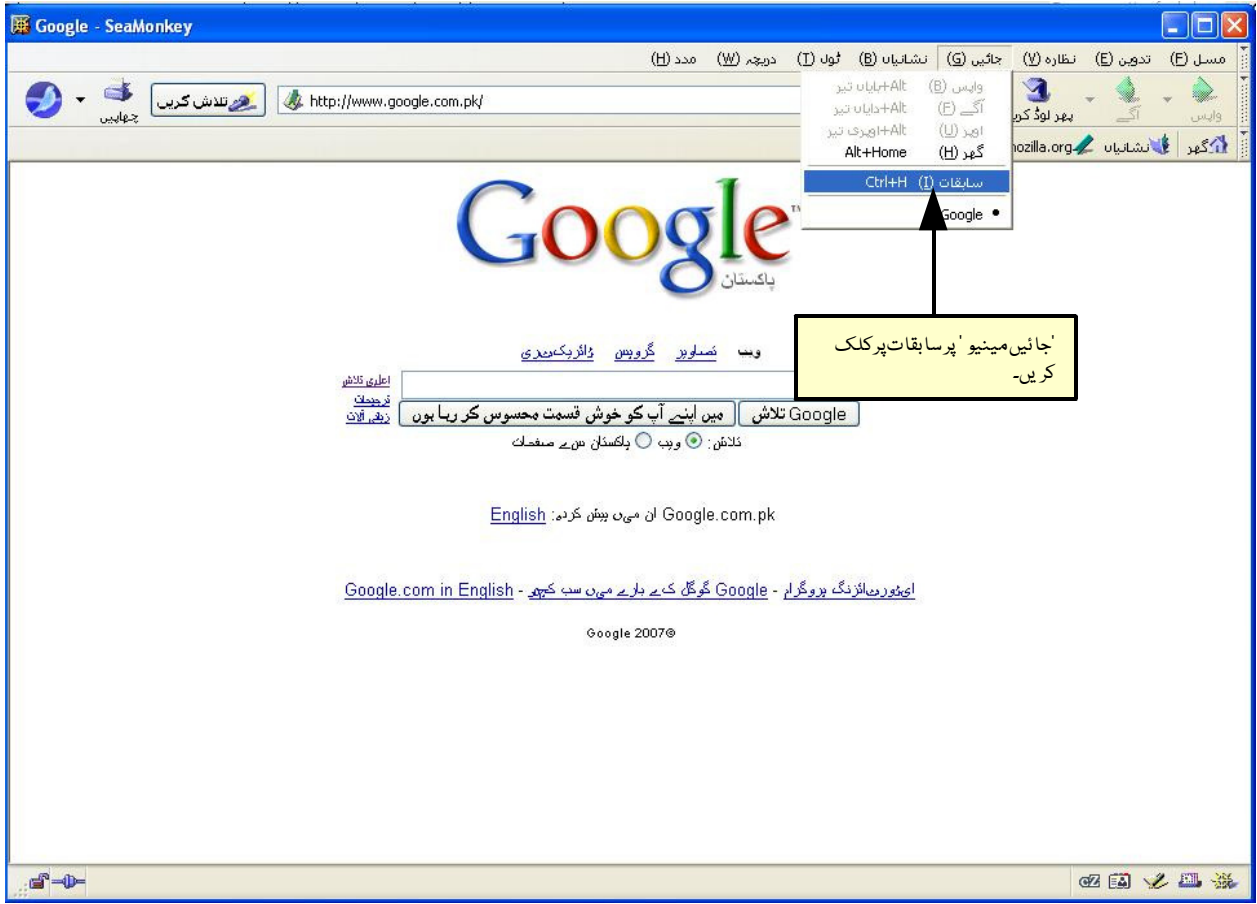 Google - SeaMonkey
مسل (F) تدوین (E) نظارہ (V) جائیں (G) نشانیاں (B) ٹول (T) دریچہ (W) مدد (H)
واپس آگے پھر لوڈ کر http://www.google.com.pk/ تلاش کریں چھاپیں
گھر نشانیاں mozilla.org
واپس (B) Alt+بایاں تیر
آگے (F) Alt+دایاں تیر
اوپر (U) Alt+اوپری تیر
گھر (H) Alt+Home
سابقات (I) Ctrl+H
Google
Google™
پاکستان
'جائیں مینیو' پر سابقات پر کلک
کریں۔
ویب تصاویر گروپس ڈائریکٹری
اعلی تلاش
ترجیحات
زبان آلات
Google تلاش میں اپنے آپ کو خوش قسمت محسوس کر رہا ہوں
تلاش: ویب پاکستان سے صفحات
Google.com.pk ان میں پیش کردہ: English
ایڈورٹائزنگ پروگرام - Google گوگل کے بارے میں سب کچھ - Google.com in English
Google 2007©